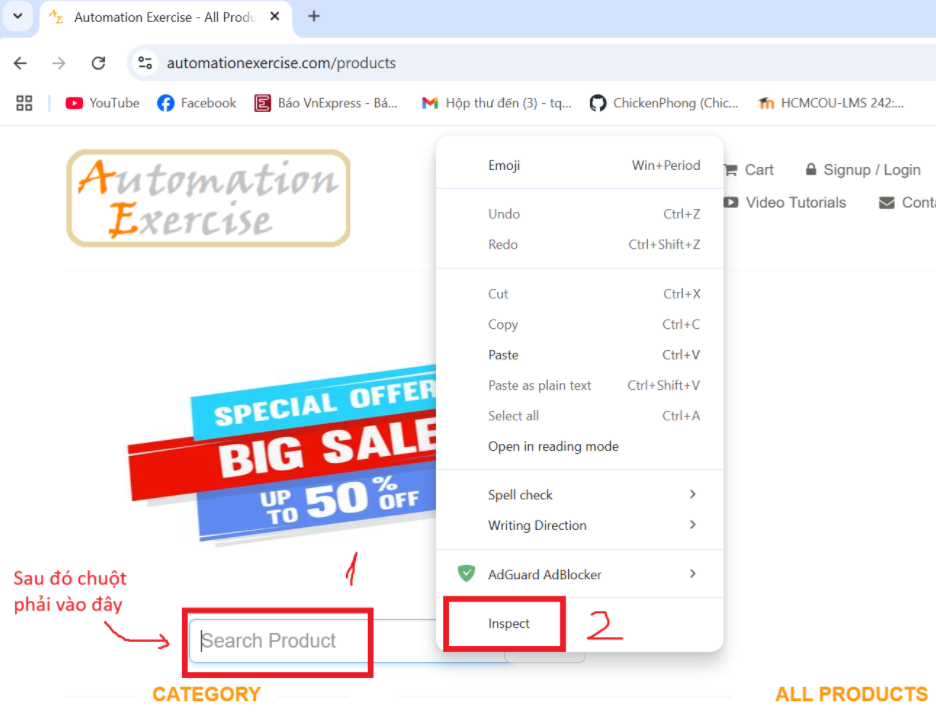 Automation Exercise - All Produ
automationexercise.com/products
YouTube
Facebook
Báo VnExpress - Bá...
Hộp thư đến (3) - tq...
ChickenPhong (Chic...
HCMCOU-LMS 242:...
Automation
Exercise
Cart
Signup / Login
Video Tutorials
Conta
Emoji Win+Period
Undo Ctrl+Z
Redo Ctrl+Shift+Z
Cut Ctrl+X
Copy Ctrl+C
Paste Ctrl+V
Paste as plain text Ctrl+Shift+V
Select all Ctrl+A
Open in reading mode
Spell check
Writing Direction
AdGuard AdBlocker
Inspect
2
SPECIAL OFFER
BIG SALE
UP TO 50% OFF
1
Sau đó chuột
phải vào đây
Search Product
CATEGORY
ALL PRODUCTS